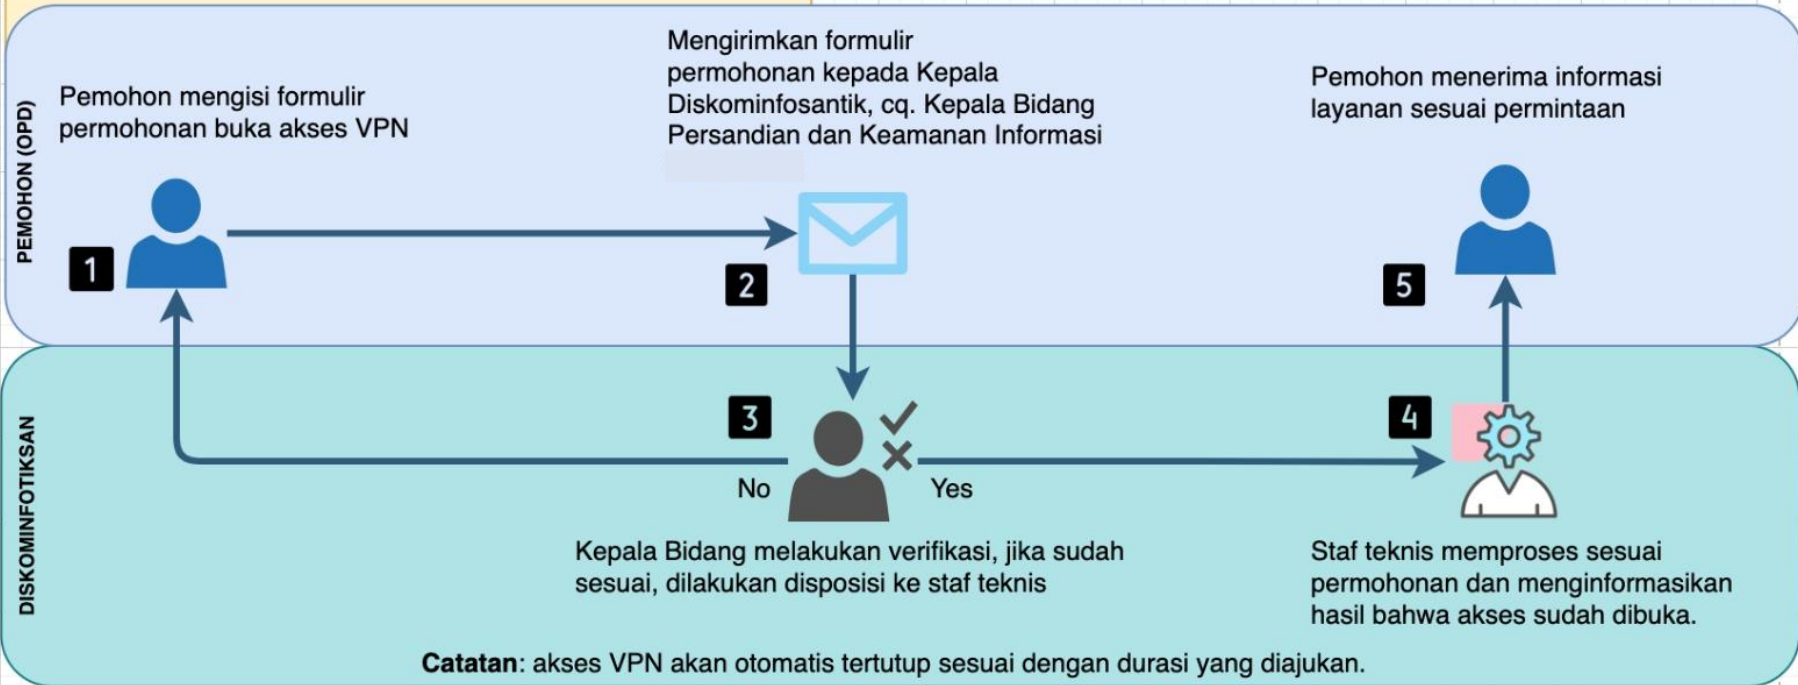 PEMOHON (OPD)
Pemohon mengisi formulir
permohonan buka akses VPN
1
Mengirimkan formulir
permohonan kepada Kepala
Diskominfosantik, cq. Kepala Bidang
Persandian dan Keamanan Informasi
2
Pemohon menerima informasi
layanan sesuai permintaan
5
DISKOMINFOTIKSAN
3
No
Yes
Kepala Bidang melakukan verifikasi, jika sudah
sesuai, dilakukan disposisi ke staf teknis
4
Staf teknis memproses sesuai
permohonan dan menginformasikan
hasil bahwa akses sudah dibuka.
Catatan: akses VPN akan otomatis tertutup sesuai dengan durasi yang diajukan.